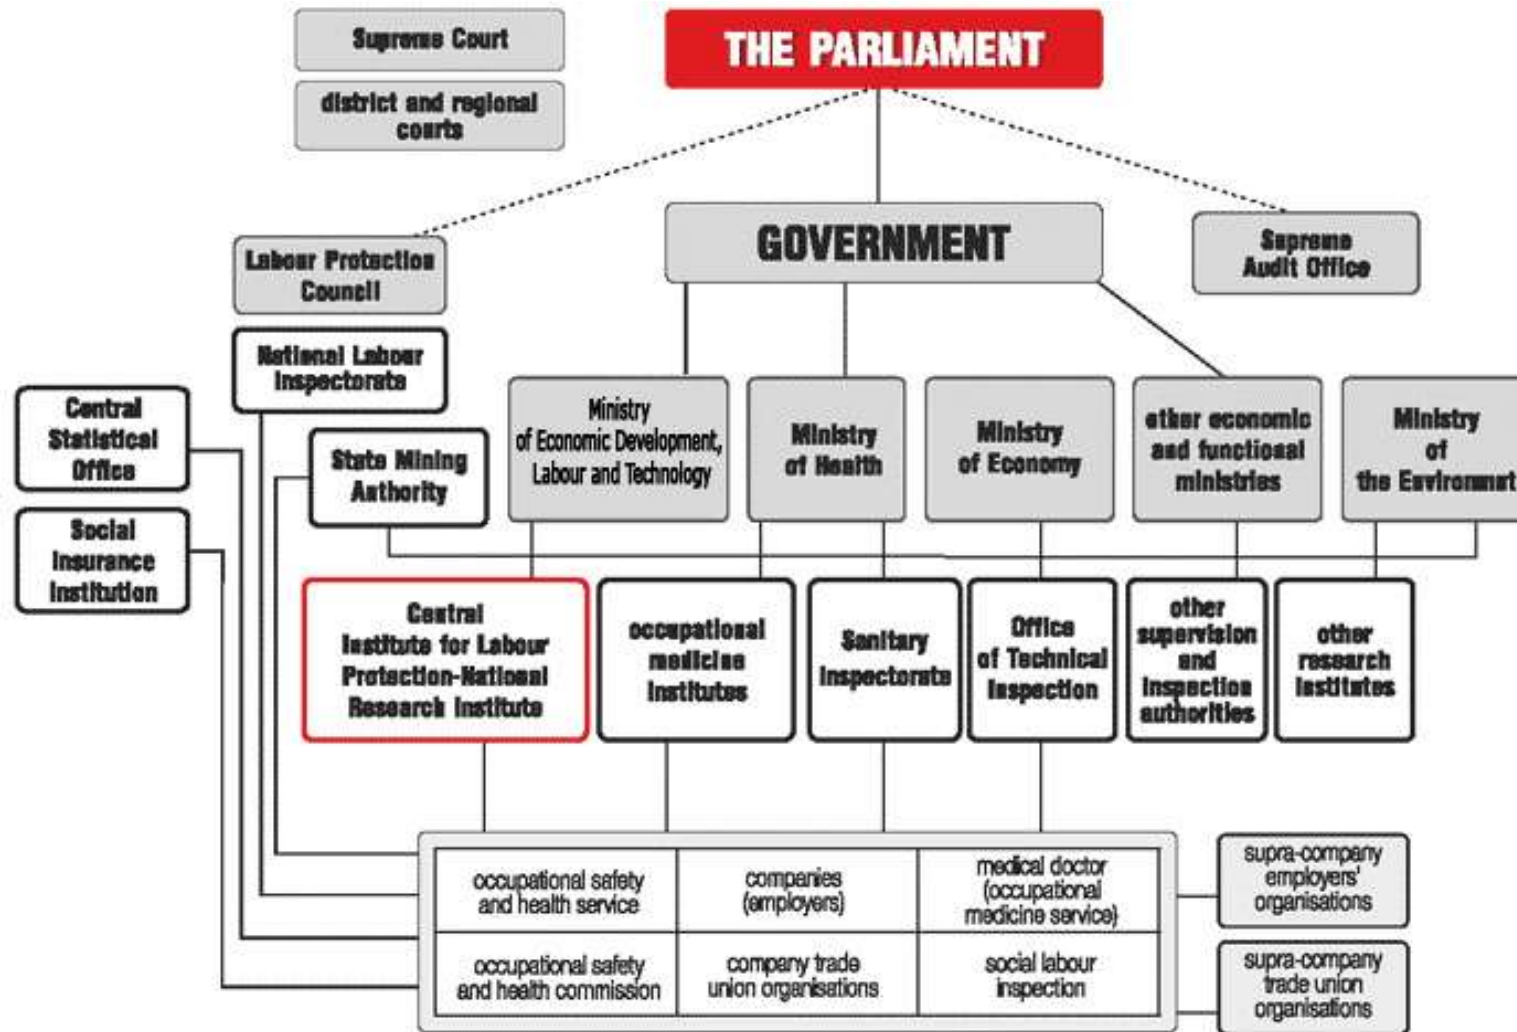 Supreme Court
THE PARLIAMENT
district and regional
courts
Labour Protection
Council
GOVERNMENT
Supreme
Audit Office
National Labour
Inspectorate
Central
Statistical
Office
State Mining
Authority
Ministry
of Economic Development,
Labour and Technology
Ministry
of Health
Ministry
of Economy
other economic
and functional
ministries
Ministry
of
the Environmat
Social
Insurance
Institution
Central
Institute for Labour
Protection-National
Research Institute
occupational
medicine
institutes
Sanitary
Inspectorate
Office
of Technical
Inspection
other
supervision
and
inspection
authorities
other
research
institutes
occupational safety
and health service
companies
(employers)
medical doctor
(occupational
medicine service)
supra-company
employers'
organisations
occupational safety
and health commission
company trade
union organisations
social labour
inspection
supra-company
trade union
organisations